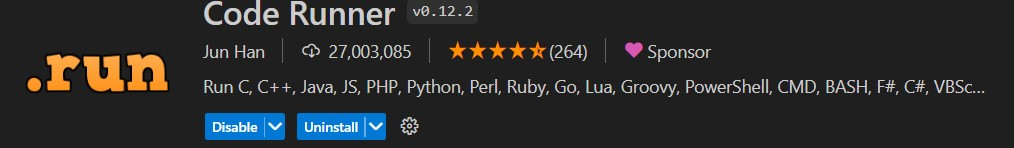 Code Runner v0.12.2
.run
Jun Han 27,003,085 (264) Sponsor
Run C, C++, Java, JS, PHP, Python, Perl, Ruby, Go, Lua, Groovy, PowerShell, CMD, BASH, F#, C#, VBSc...
Disable Uninstall